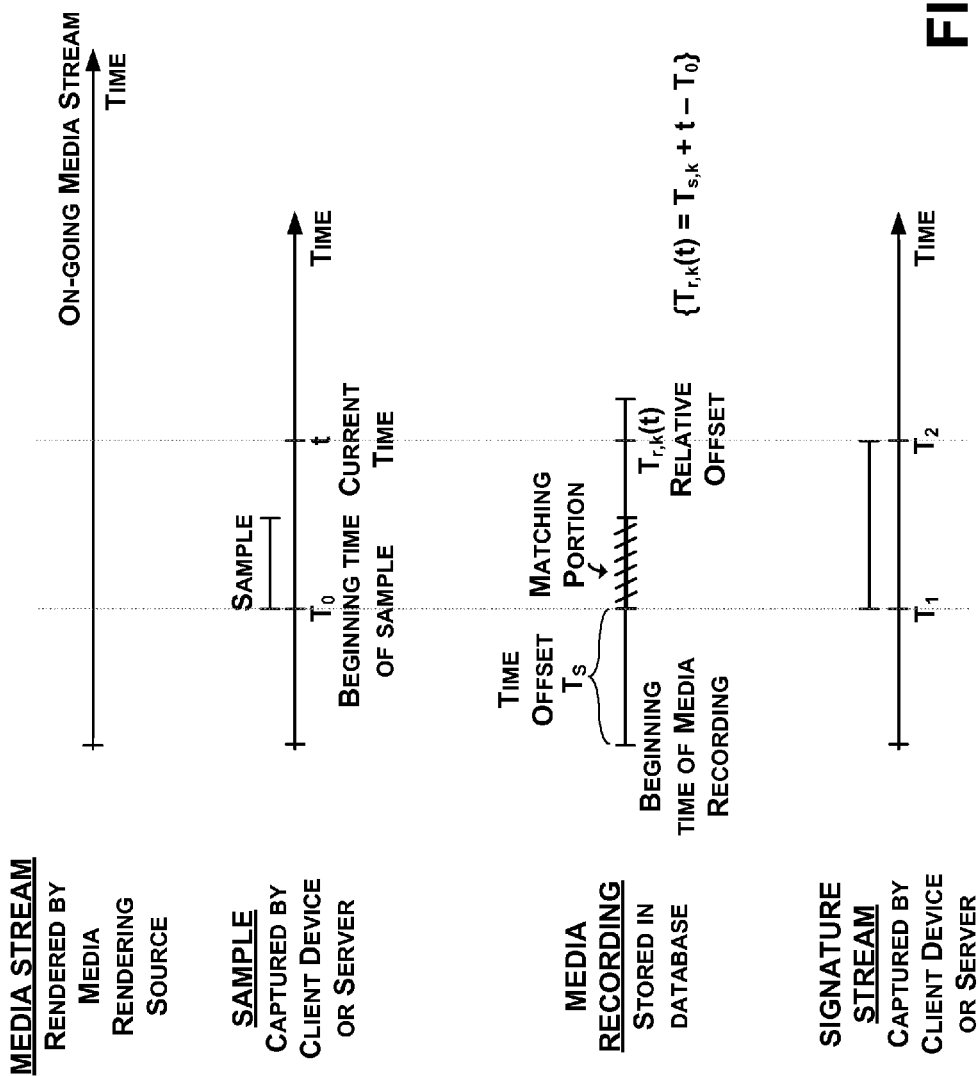 MEDIA STREAM
RENDERED BY
MEDIA
RENDERING
SOURCE
ON-GOING MEDIA STREAM
TIME
SAMPLE
CAPTURED BY
CLIENT DEVICE
OR SERVER
SAMPLE
T0
BEGINNING TIME
OF SAMPLE
t
CURRENT
TIME
TIME
MEDIA
RECORDING
STORED IN
DATABASE
TIME
OFFSET
TS
BEGINNING
TIME OF MEDIA
RECORDING
MATCHING
PORTION
Tr,k(t)
RELATIVE
OFFSET
{Tr,k(t) = Ts,k + t – T0}
SIGNATURE
STREAM
CAPTURED BY
CLIENT DEVICE
OR SERVER
T1
T2
TIME
FI